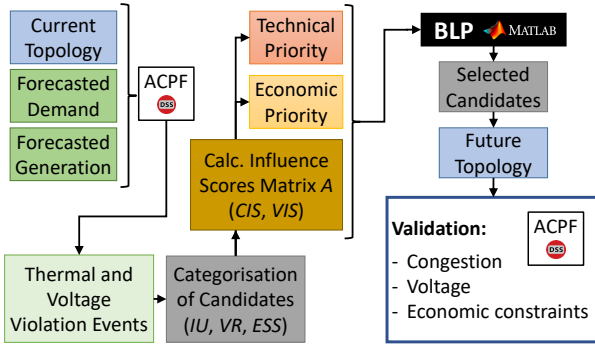 Current
Topology
Forecasted
Demand
Forecasted
Generation
ACPF
DSS
Thermal and
Voltage
Violation Events
Categorisation
of Candidates
(IU, VR, ESS)
Calc. Influence
Scores Matrix A
(CIS, VIS)
Technical
Priority
Economic
Priority
BLP MATLAB
Selected
Candidates
Future
Topology
Validation:
- Congestion
- Voltage
- Economic constraints
ACPF
DSS